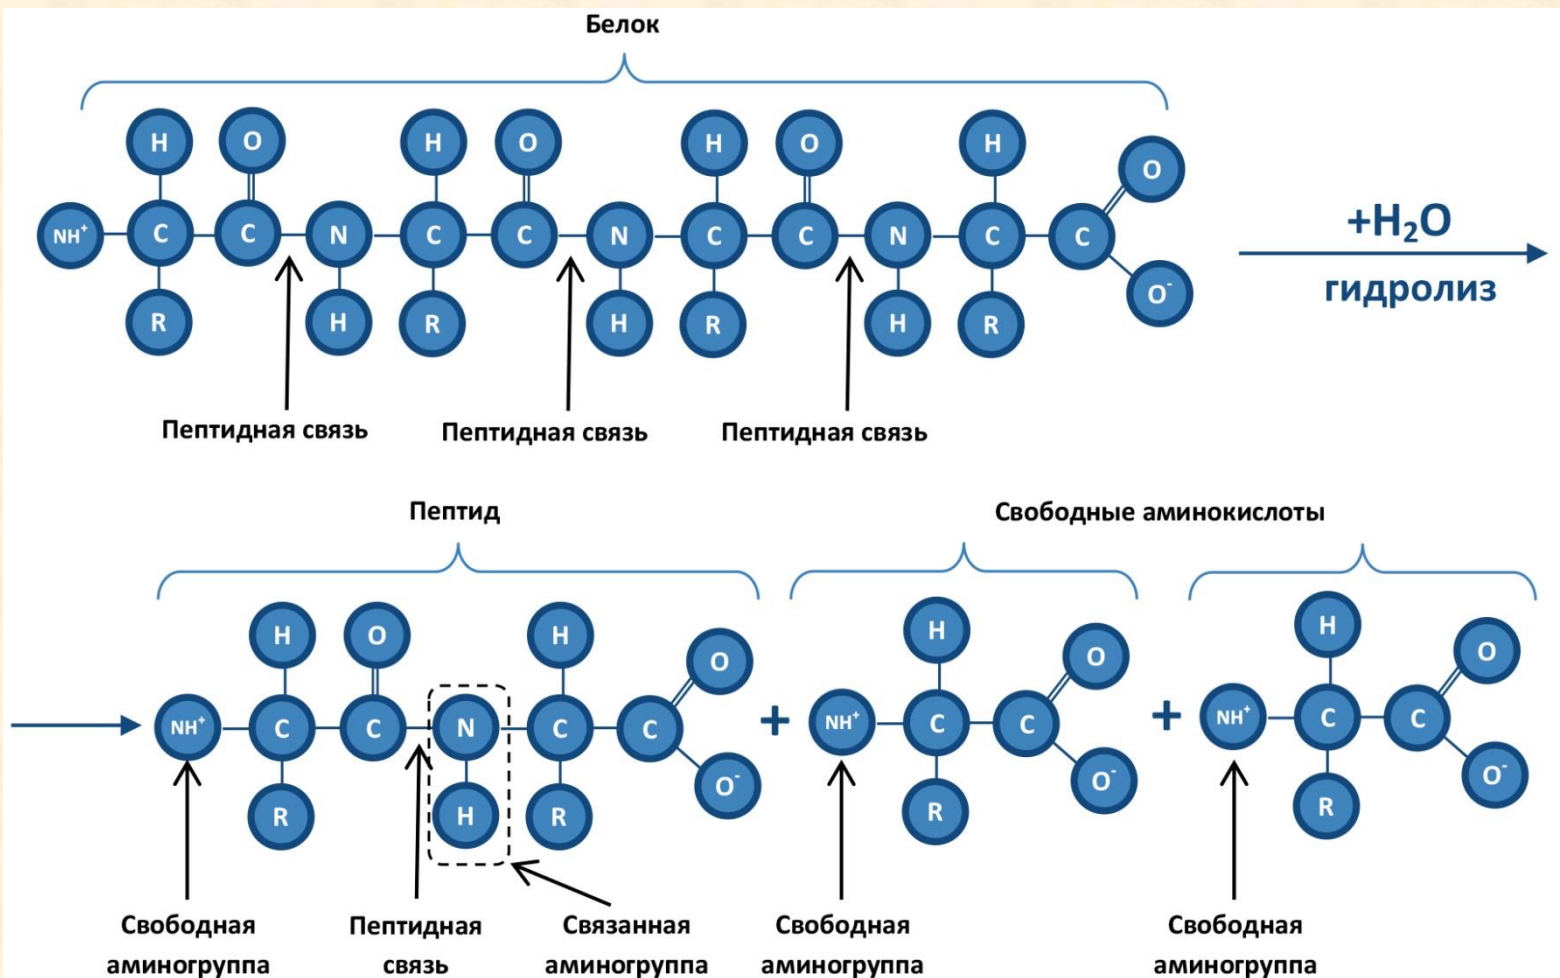 Белок
H O H O H O H O
NH⁺ C C N C C N C C N C C
R H R H R H R O⁻
+H₂O
гидролиз
Пептидная связь Пептидная связь Пептидная связь
Пептид Свободные аминокислоты
H O H O H O H O
NH⁺ C C N C C + NH⁺ C C + NH⁺ C C
R H R O⁻ R O⁻ R O⁻
Свободная Пептидная Связанная Свободная Свободная
аминогруппа связь аминогруппа аминогруппа аминогруппа